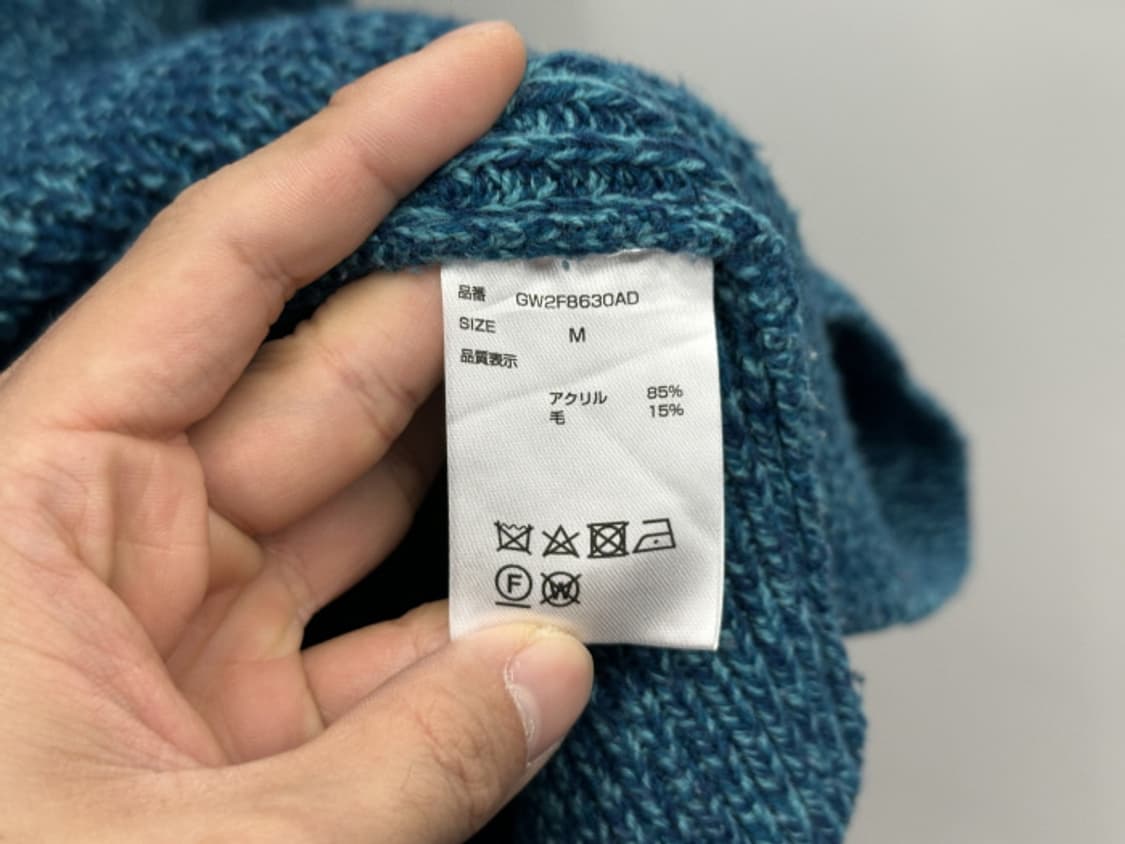 品番 GW2F8630AD
SIZE M
品質表示
アクリル 85%
毛 15%
F W